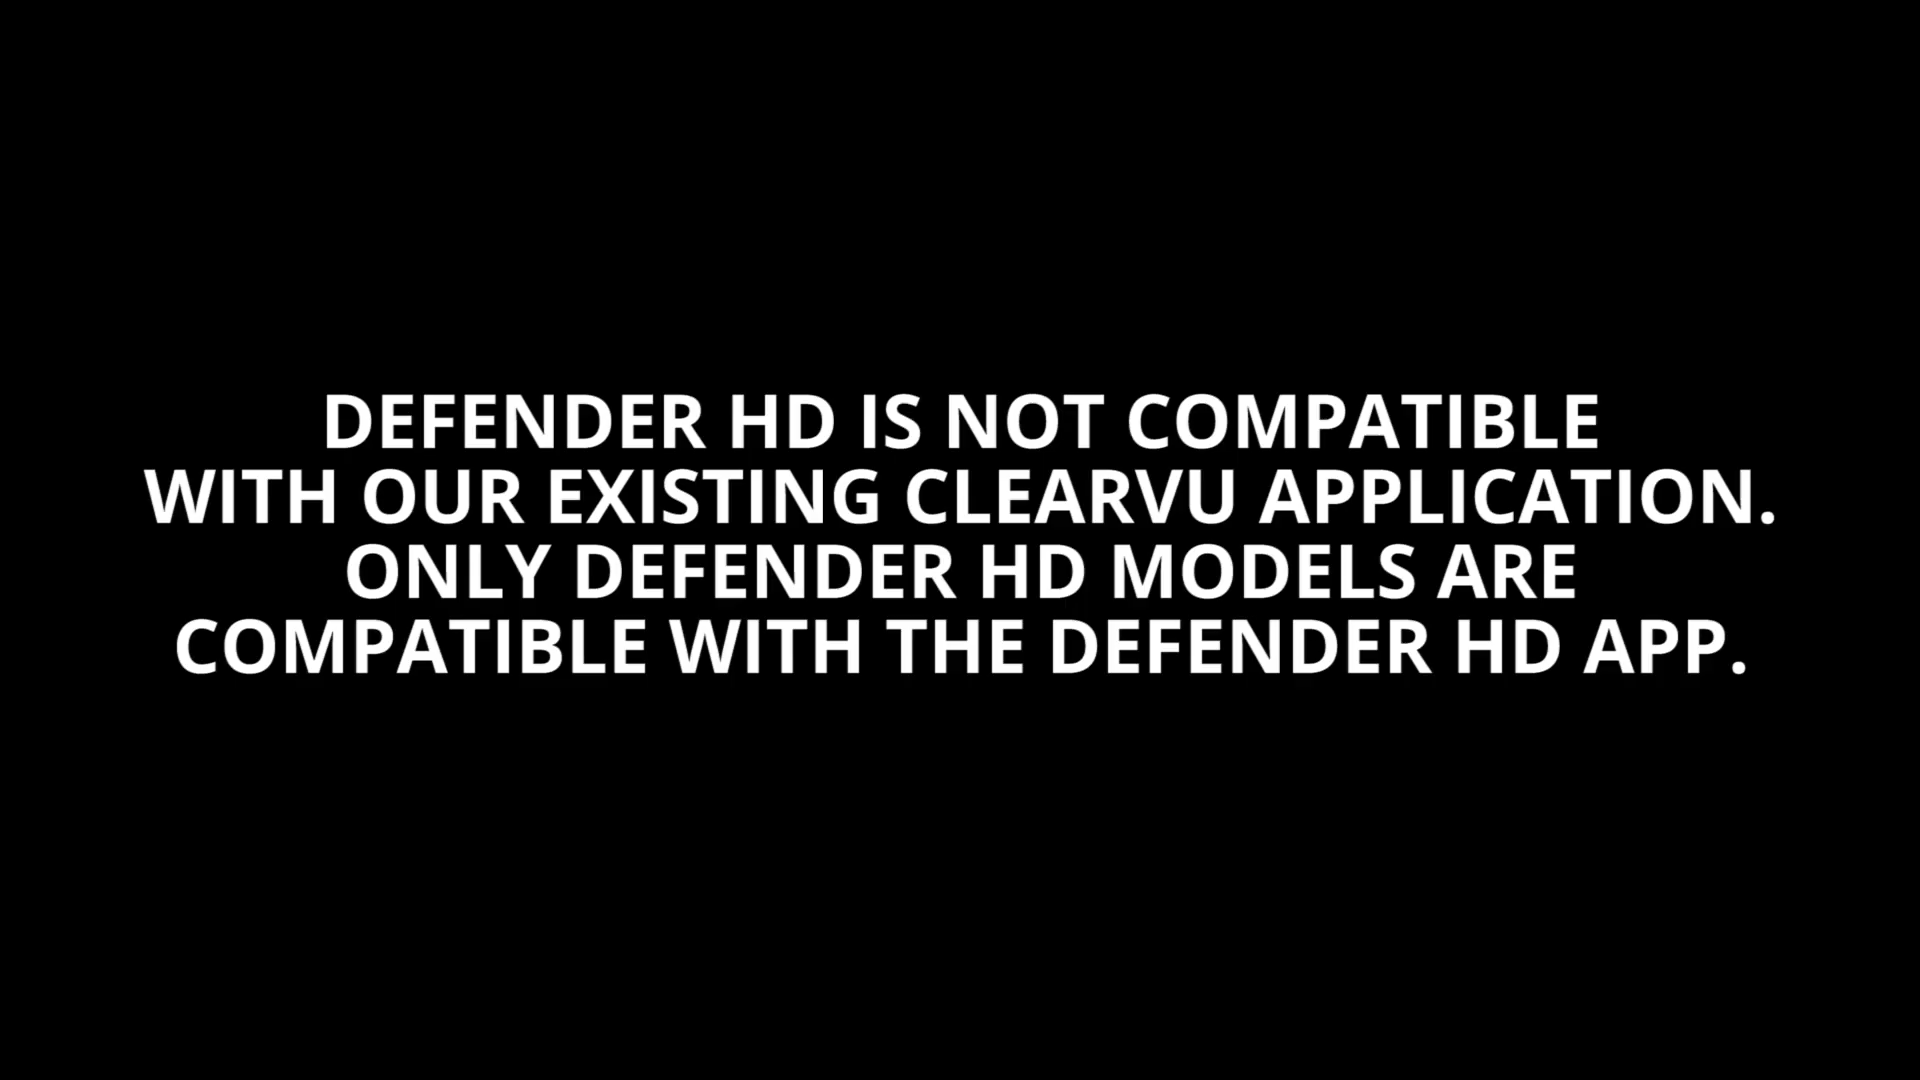 DEFENDER HD IS NOT COMPATIBLE
WITH OUR EXISTING CLEARVU APPLICATION.
ONLY DEFENDER HD MODELS ARE
COMPATIBLE WITH THE DEFENDER HD APP.